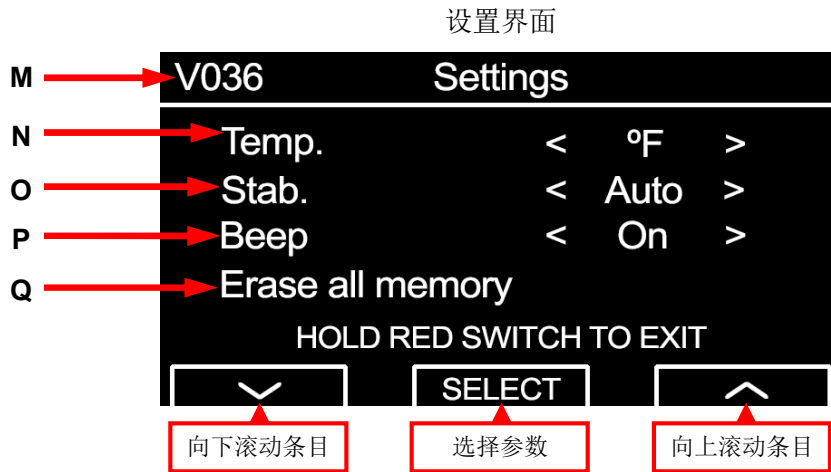 设置界面
M V036 Settings
N Temp. < ºF >
O Stab. < Auto >
P Beep < On >
Q Erase all memory
HOLD RED SWITCH TO EXIT
SELECT
向下滚动条目 选择参数 向上滚动条目